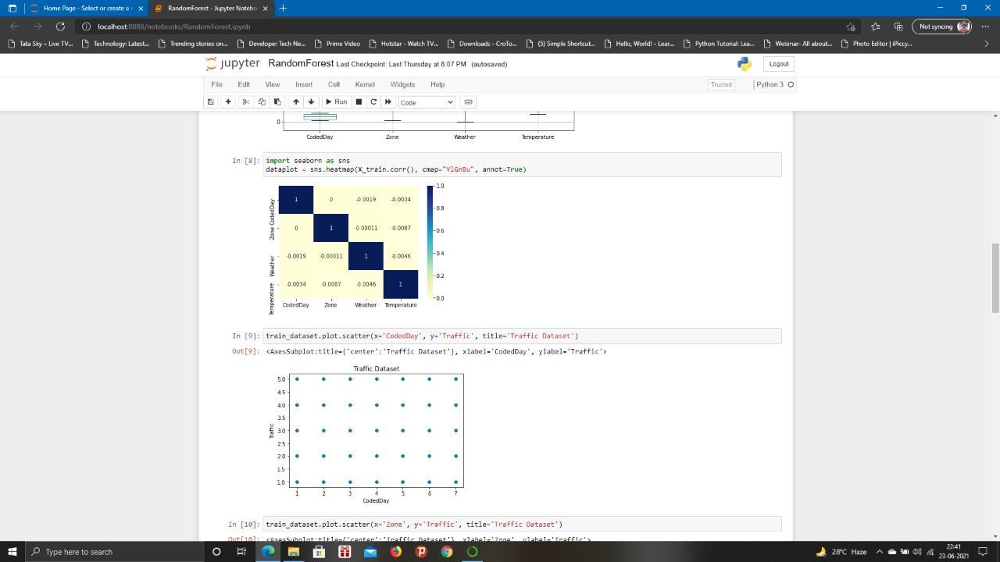 Home Page - Select or create a n
RandomForest - Jupyter Notebo
localhost:8888/notebooks/RandomForest.ipynb
Not syncing
Tata Sky – Live TV...
Technology: Latest...
Trending stories on...
Developer Tech Ne...
Prime Video
Hotstar - Watch TV...
Downloads - CroTo...
(5) Simple Shortcut...
Hello, World! - Lear...
Python Tutorial: Lea...
Webinar- All about...
Photo Editor | iPiccy...
jupyter RandomForest Last Checkpoint: Last Thursday at 8:07 PM (autosaved)
Logout
File Edit View Insert Cell Kernel Widgets Help
Trusted
Python 3
Run
Code
0
CodedDay Zone Weather Temperature
In [8]: import seaborn as sns
dataplot = sns.heatmap(X_train.corr(), cmap="YlGnBu", annot=True)
CodedDay
Zone
Weather
Temperature
1 0 -0.0019 -0.0034
0 1 -0.00011 -0.0087
-0.0019 -0.00011 1 -0.0046
-0.0034 -0.0087 -0.0046 1
CodedDay Zone Weather Temperature
1.0
0.8
0.6
0.4
0.2
0.0
In [9]: train_dataset.plot.scatter(x='CodedDay', y='Traffic', title='Traffic Dataset')
Out[9]: <AxesSubplot:title={'center':'Traffic Dataset'}, xlabel='CodedDay', ylabel='Traffic'>
Traffic Dataset
Traffic
5.0
4.5
4.0
3.5
3.0
2.5
2.0
1.5
1.0
1 2 3 4 5 6 7
CodedDay
In [10]: train_dataset.plot.scatter(x='Zone', y='Traffic', title='Traffic Dataset')
Out[10]: <AxesSubplot:title={'center':'Traffic Dataset'}, xlabel='Zone', ylabel='Traffic'>
Type here to search
28°C Haze
22:41
23-06-2021